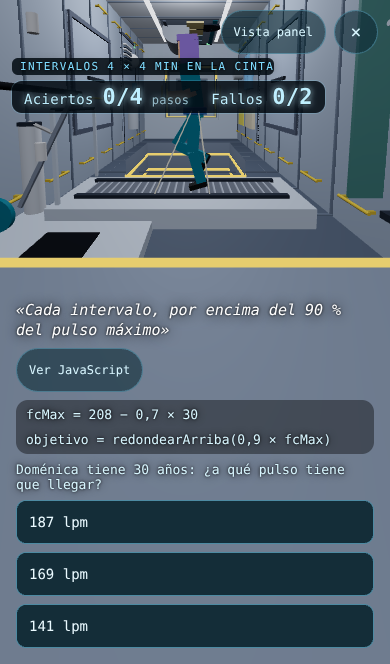 Vista panel
×
INTERVALOS 4 × 4 MIN EN LA CINTA
Aciertos 0/4 pasos Fallos 0/2
«Cada intervalo, por encima del 90 %
del pulso máximo»
Ver JavaScript
fcMax = 208 − 0,7 × 30
objetivo = redondearArriba(0,9 × fcMax)
Doménica tiene 30 años: ¿a qué pulso tiene
que llegar?
187 lpm
169 lpm
141 lpm